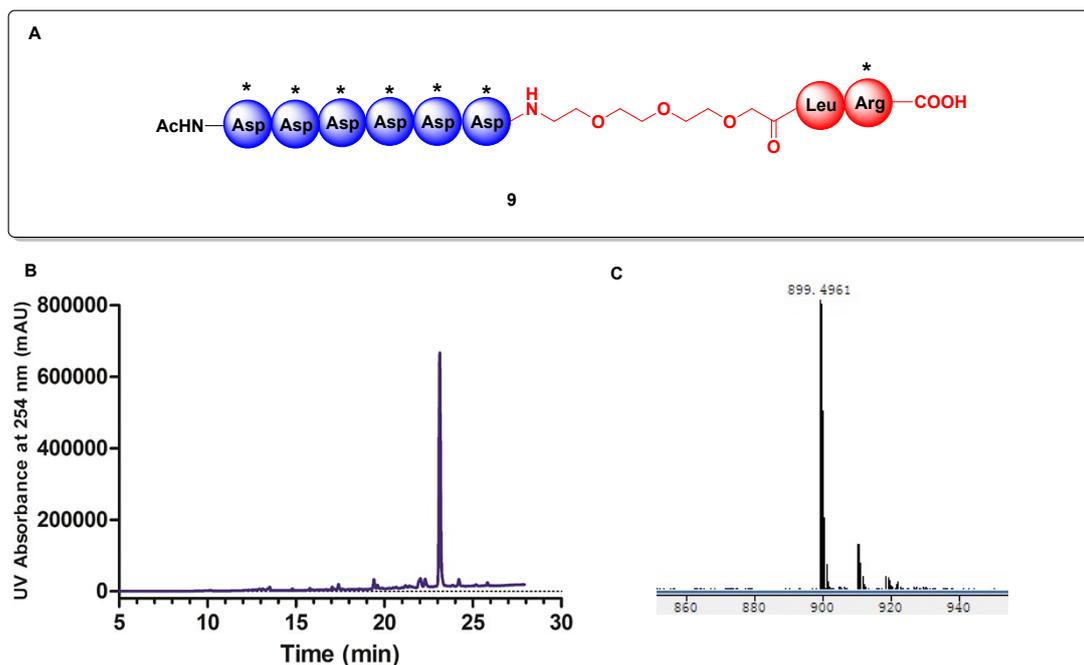 A
* * * * * * *
AcHN Asp Asp Asp Asp Asp Asp H N O O O O Leu Arg COOH
9
B
C
UV Absorbance at 254 nm (mAU)
800000
600000
400000
200000
0
5 10 15 20 25 30
Time (min)
899.4961
860 880 900 920 940